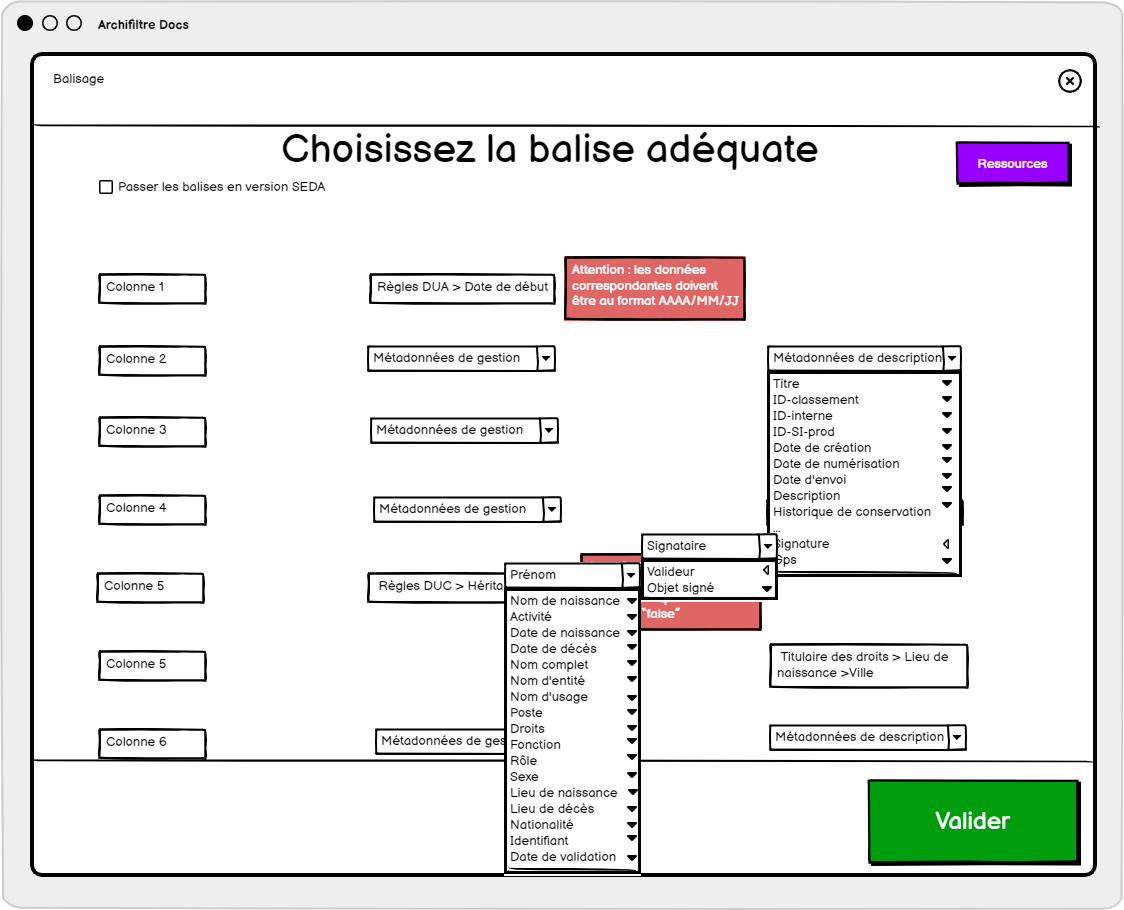 Archifiltre Docs
Balisage
Choisissez la balise adéquate
Ressources
Passer les balises en version SEDA
Colonne 1
Règles DUA > Date de début
Attention : les données
correspondantes doivent
être au format AAAA/MM/JJ
Colonne 2
Métadonnées de gestion
Métadonnées de description
Titre
ID-classement
ID-interne
ID-SI-prod
Date de création
Date de numérisation
Date d'envoi
Description
Historique de conservation
...
Signature
Gps
Colonne 3
Métadonnées de gestion
Colonne 4
Métadonnées de gestion
Signataire
Valideur
Objet signé
"false"
Colonne 5
Règles DUC >
Prénom
Nom de naissance
Activité
Date de naissance
Date de décès
Nom complet
Nom d'entité
Nom d'usage
Poste
Droits
Fonction
Rôle
Sexe
Lieu de naissance
Lieu de décès
Nationalité
Identifiant
Date de validation
Colonne 5
Titulaire des droits > Lieu de
naissance >Ville
Colonne 6
Métadonnées de
Métadonnées de description
Valider